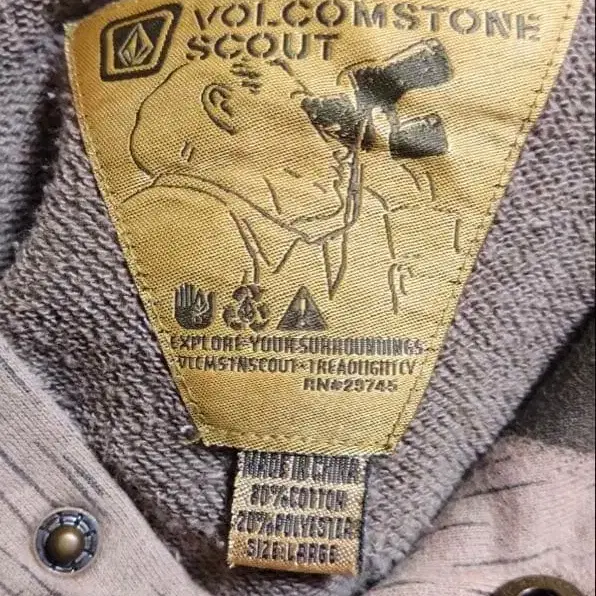 VOLCOMSTONE
SCOUT
EXPLORE YOUR SURROUNDINGS
VLCMSTNSCOUT·TREADLIGHTLY
RN#29745
MADE IN CHINA
80% COTTON
20% POLYESTER
SIZE: LARGE